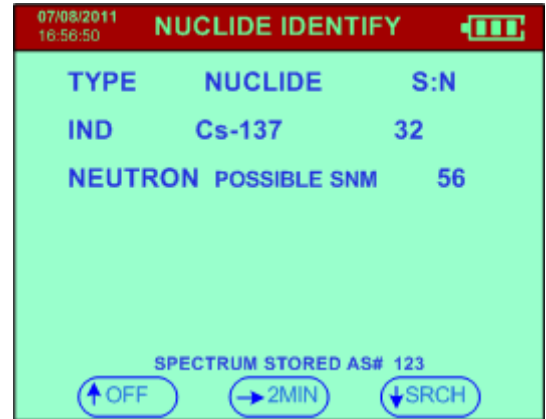 07/08/2011
16:56:50
NUCLIDE IDENTIFY
TYPE NUCLIDE S:N
IND Cs-137 32
NEUTRON POSSIBLE SNM 56
SPECTRUM STORED AS# 123
OFF 2MIN SRCH